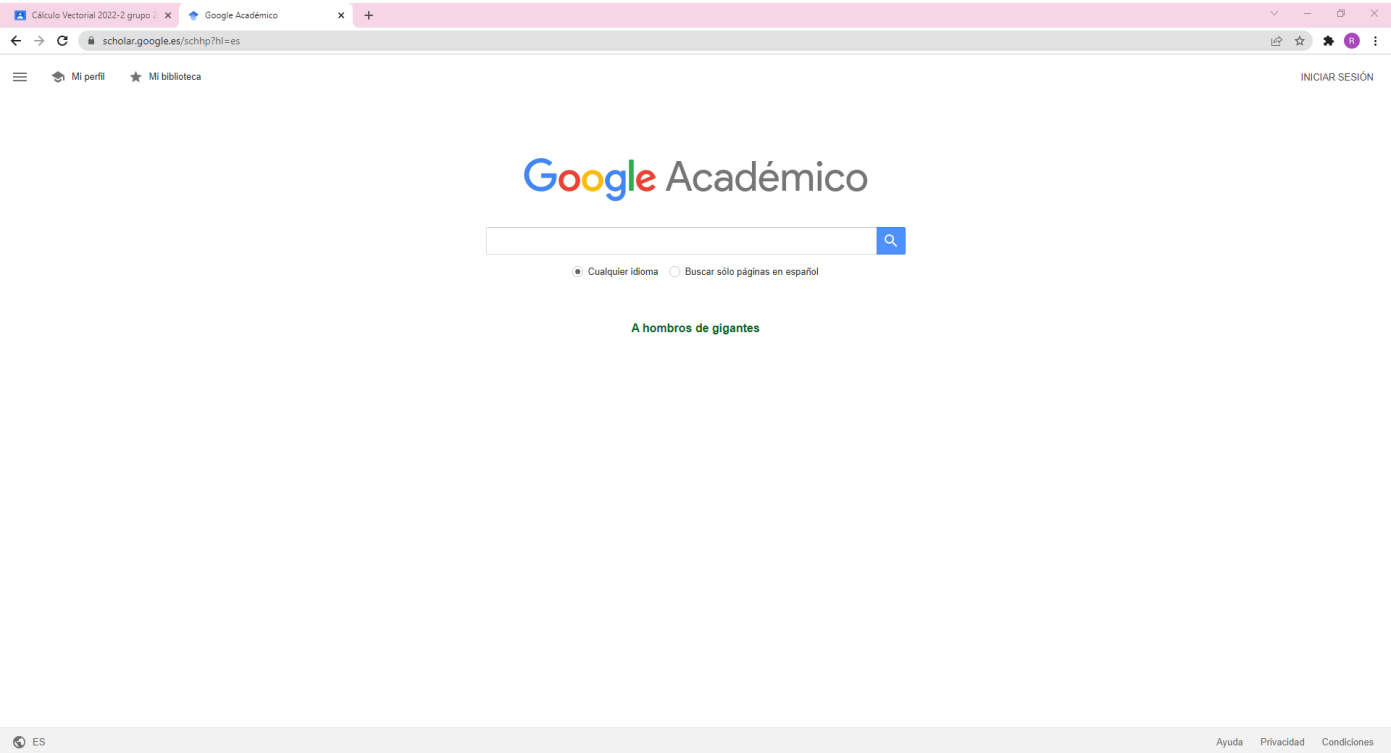 Cálculo Vectorial 2022-2 grupo 2
Google Académico
scholar.google.es/schhp?hl=es
R
Mi perfil
Mi biblioteca
INICIAR SESIÓN
Google Académico
Cualquier idioma
Buscar sólo páginas en español
A hombros de gigantes
ES
Ayuda
Privacidad
Condiciones